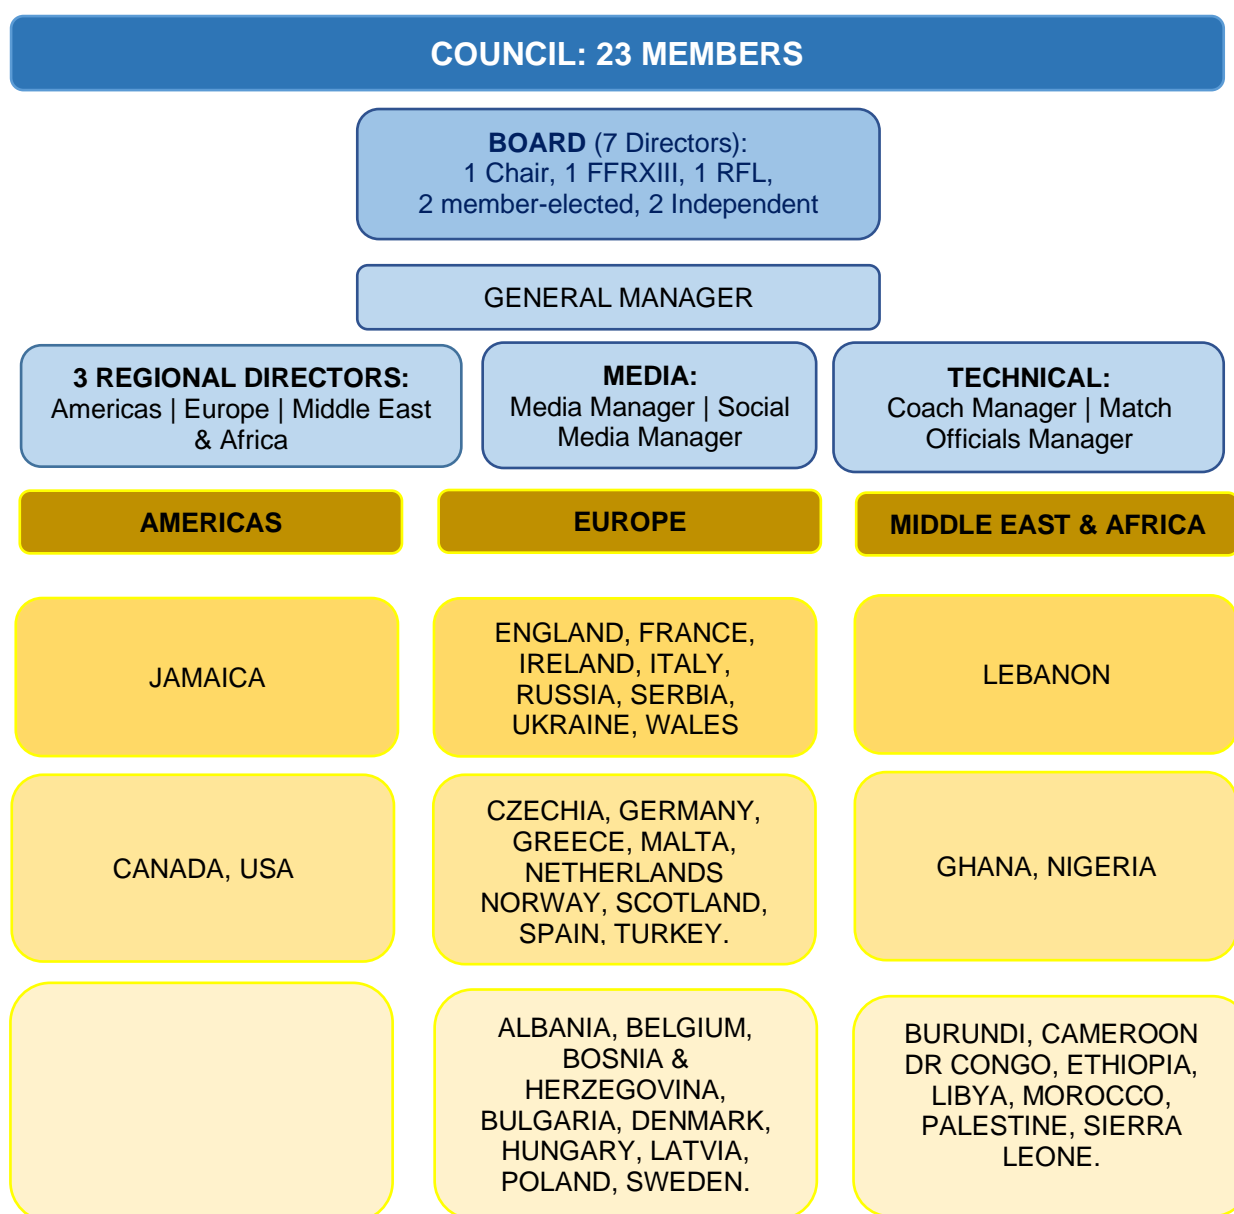 COUNCIL: 23 MEMBERS
BOARD (7 Directors):
1 Chair, 1 FFRXIII, 1 RFL,
2 member-elected, 2 Independent
GENERAL MANAGER
3 REGIONAL DIRECTORS:
Americas | Europe | Middle East
& Africa
MEDIA:
Media Manager | Social
Media Manager
TECHNICAL:
Coach Manager | Match
Officials Manager
AMERICAS
EUROPE
MIDDLE EAST & AFRICA
JAMAICA
ENGLAND, FRANCE,
IRELAND, ITALY,
RUSSIA, SERBIA,
UKRAINE, WALES
LEBANON
CANADA, USA
CZECHIA, GERMANY,
GREECE, MALTA,
NETHERLANDS
NORWAY, SCOTLAND,
SPAIN, TURKEY.
GHANA, NIGERIA
ALBANIA, BELGIUM,
BOSNIA &
HERZEGOVINA,
BULGARIA, DENMARK,
HUNGARY, LATVIA,
POLAND, SWEDEN.
BURUNDI, CAMEROON
DR CONGO, ETHIOPIA,
LIBYA, MOROCCO,
PALESTINE, SIERRA
LEONE.